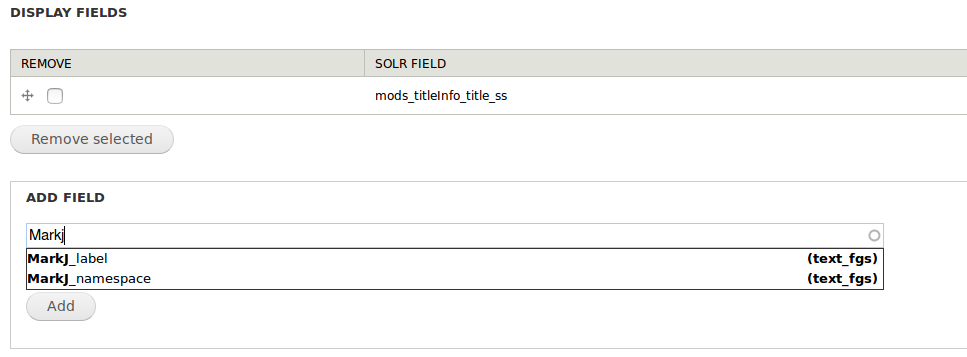 DISPLAY FIELDS
REMOVE SOLR FIELD
mods_titleInfo_title_ss
Remove selected
ADD FIELD
Markj
MarkJ_label (text_fgs)
MarkJ_namespace (text_fgs)
Add